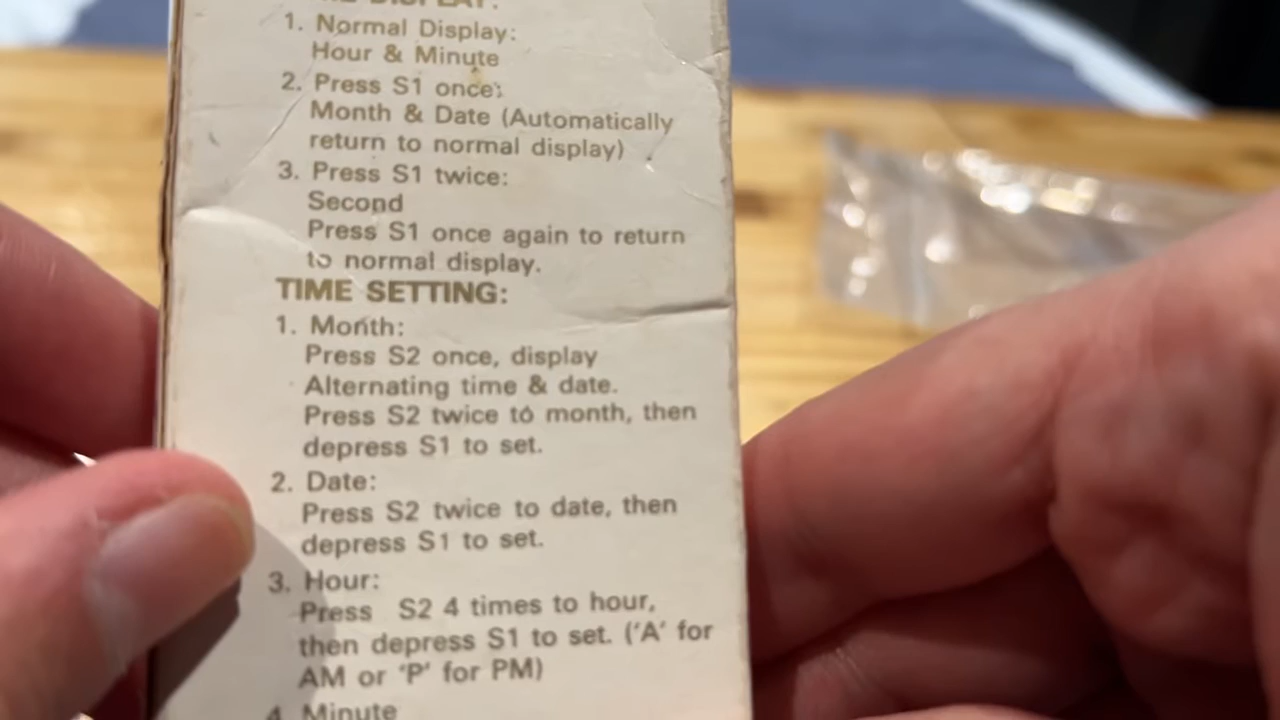 DISPLAY:
1. Normal Display:
Hour & Minute
2. Press S1 once:
Month & Date (Automatically
return to normal display)
3. Press S1 twice:
Second
Press S1 once again to return
to normal display.
TIME SETTING:
1. Month:
Press S2 once, display
Alternating time & date.
Press S2 twice to month, then
depress S1 to set.
2. Date:
Press S2 twice to date, then
depress S1 to set.
3. Hour:
Press S2 4 times to hour,
then depress S1 to set. ('A' for
AM or 'P' for PM)
4. Minute